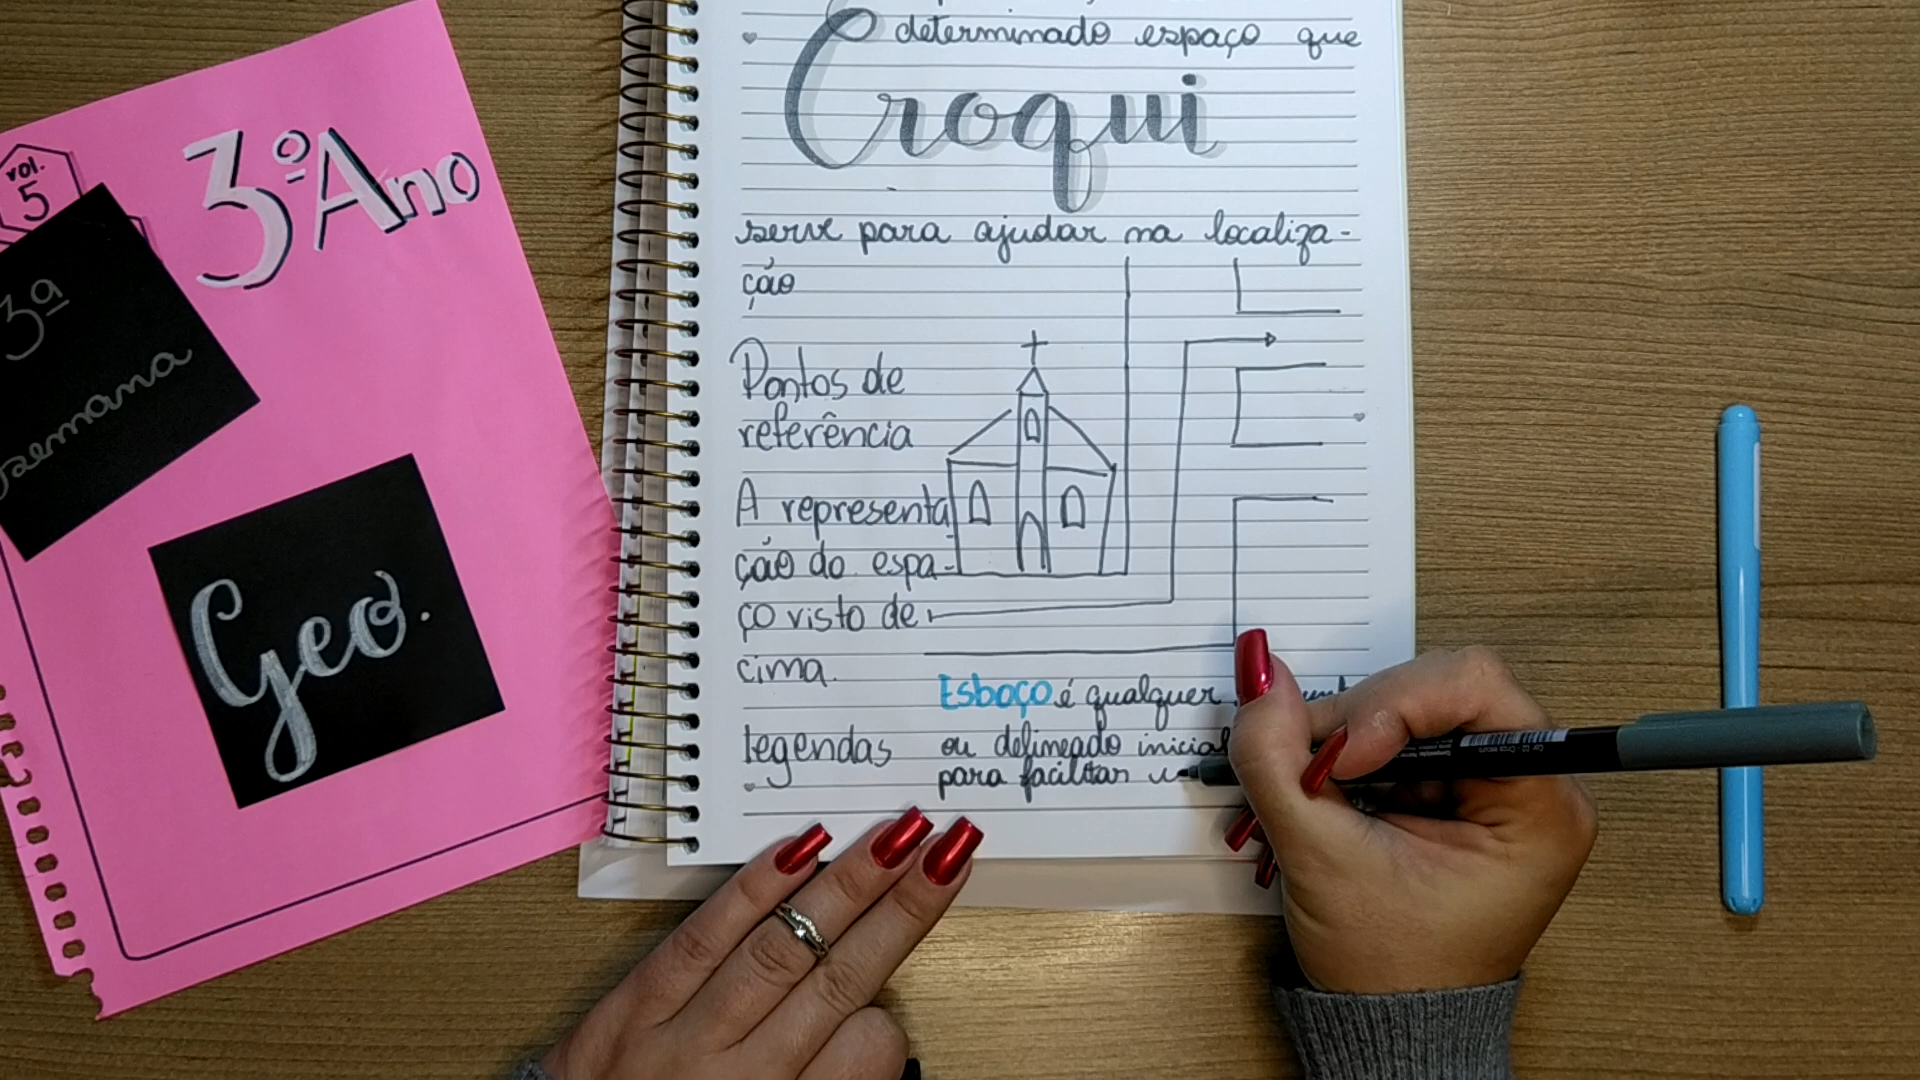 vol.
5
3º Ano
3ª
semana
Geo.
determinado espaço que
Croqui
serve para ajudar na localiza-
ção
Pontos de
referência
A representa
ção do espa-
ço visto de
cima.
legendas
Esboço é qualquer
ou delineado inicial
para facilitar